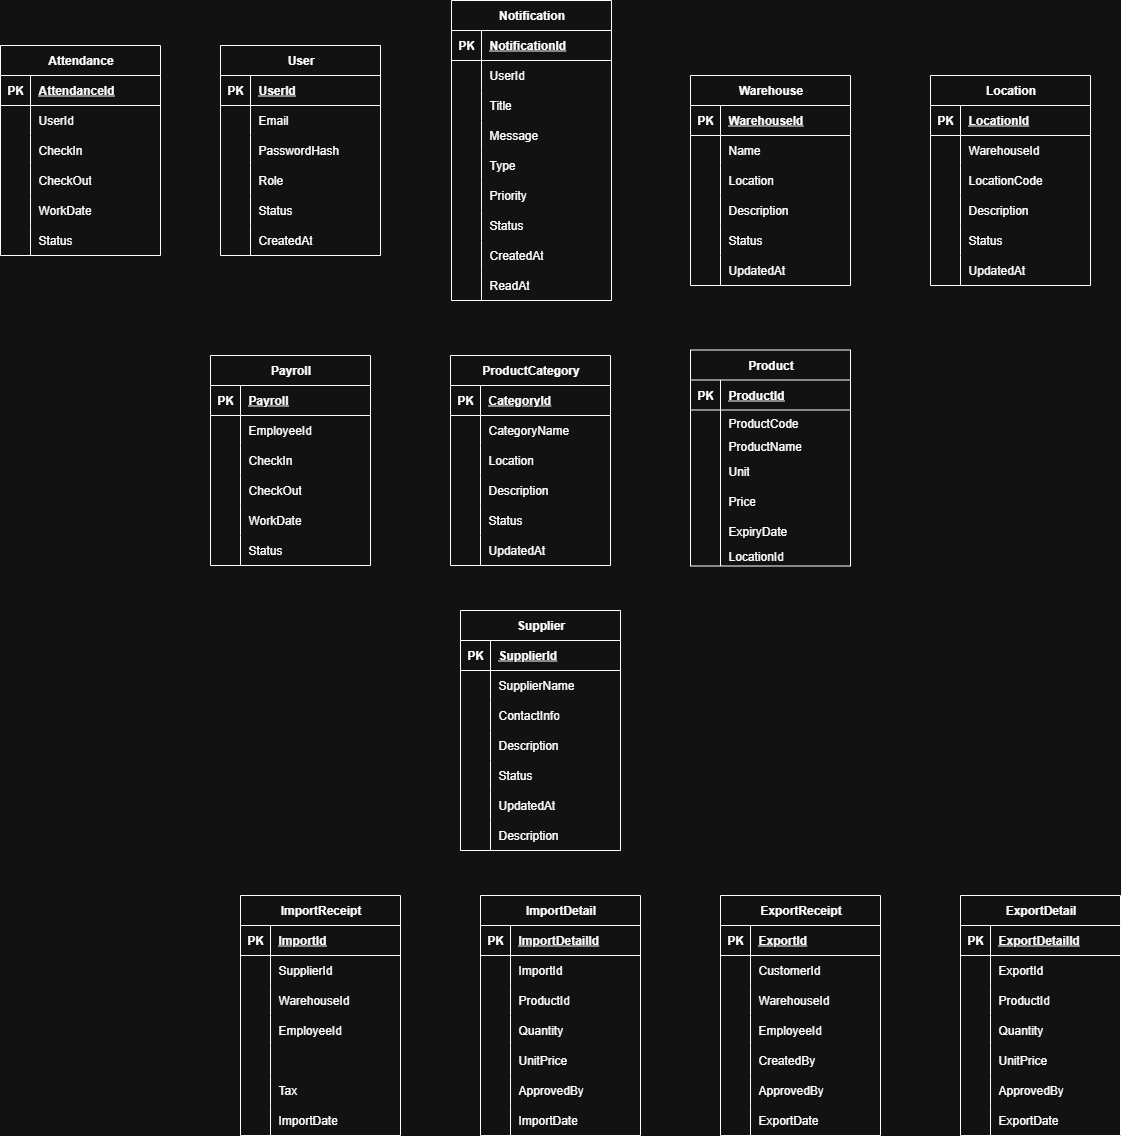 Attendance
PK AttendanceId
UserId
CheckIn
CheckOut
WorkDate
Status
User
PK UserId
Email
PasswordHash
Role
Status
CreatedAt
Notification
PK NotificationId
UserId
Title
Message
Type
Priority
Status
CreatedAt
ReadAt
Warehouse
PK WarehouseId
Name
Location
Description
Status
UpdatedAt
Location
PK LocationId
WarehouseId
LocationCode
Description
Status
UpdatedAt
Payroll
PK Payroll
EmployeeId
CheckIn
CheckOut
WorkDate
Status
ProductCategory
PK CategoryId
CategoryName
Location
Description
Status
UpdatedAt
Product
PK ProductId
ProductCode
ProductName
Unit
Price
ExpiryDate
LocationId
Supplier
PK SupplierId
SupplierName
ContactInfo
Description
Status
UpdatedAt
Description
ImportReceipt
PK ImportId
SupplierId
WarehouseId
EmployeeId
Tax
ImportDate
ImportDetail
PK ImportDetailId
ImportId
ProductId
Quantity
UnitPrice
ApprovedBy
ImportDate
ExportReceipt
PK ExportId
CustomerId
WarehouseId
EmployeeId
CreatedBy
ApprovedBy
ExportDate
ExportDetail
PK ExportDetailId
ExportId
ProductId
Quantity
UnitPrice
ApprovedBy
ExportDate